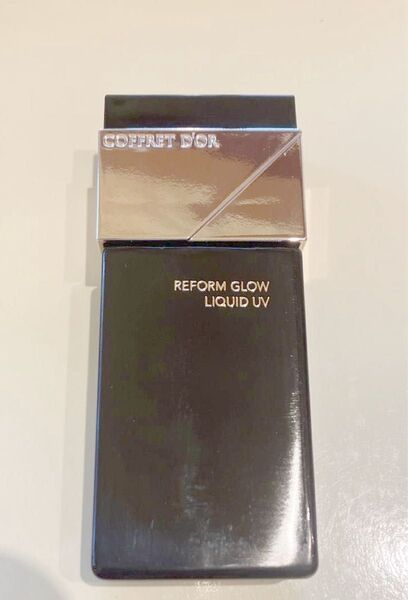 COFFRET D'OR
REFORM GLOW
LIQUID UV